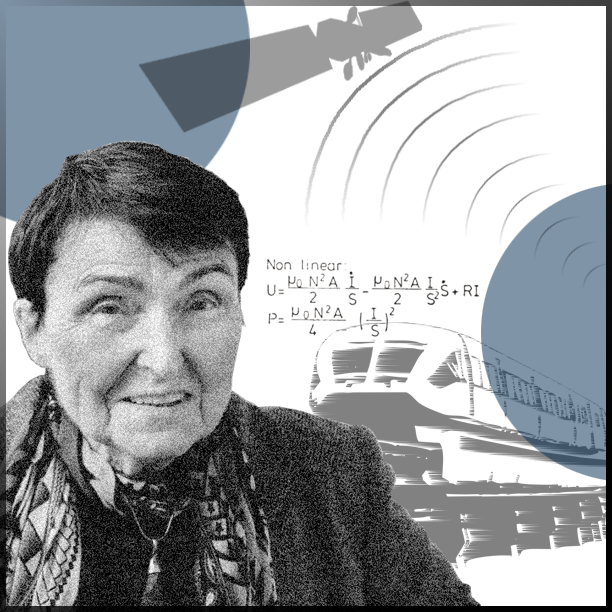 Non linear:
U= μ₀ N²A/2 İ/S - μ₀ N²A/2 I/S² Ṡ + RI
P= μ₀ N²A/4 (I/S)²